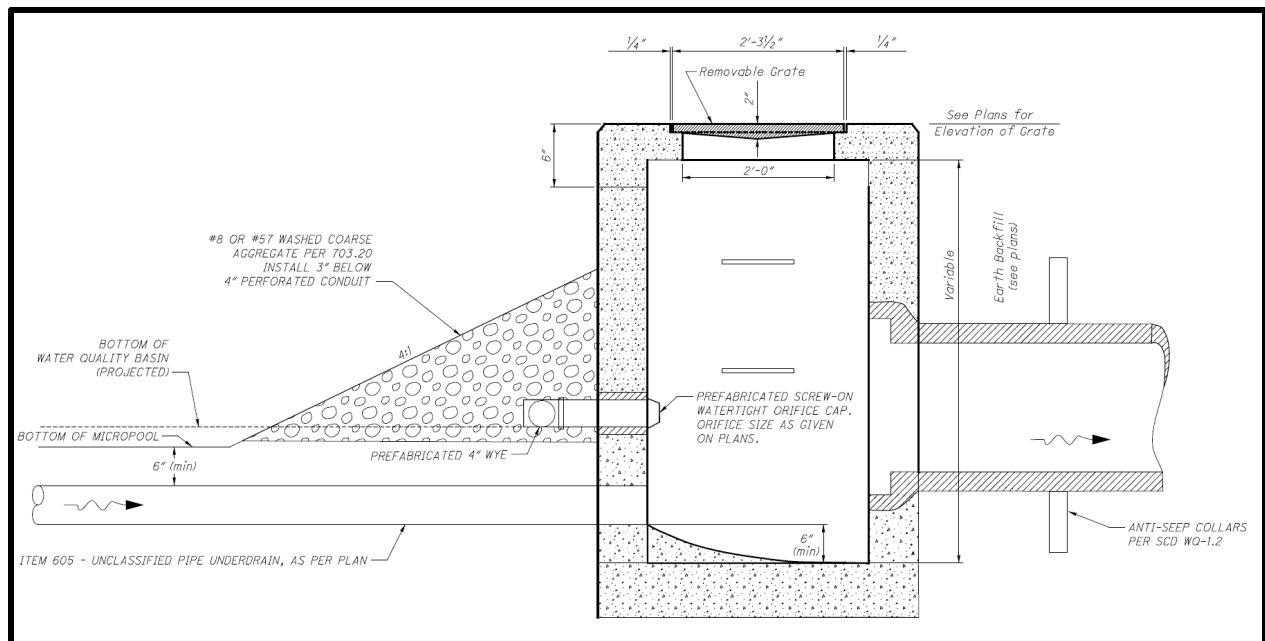 1/4"
2'-3 1/2"
1/4"
Removable Grate
2"
See Plans for
Elevation of Grate
6"
2'-0"
#8 OR #57 WASHED COARSE
AGGREGATE PER 703.20
INSTALL 3" BELOW
4" PERFORATED CONDUIT
Variable
Earth Backfill
(see plans)
4:1
BOTTOM OF
WATER QUALITY BASIN
(PROJECTED)
PREFABRICATED SCREW-ON
WATERTIGHT ORIFICE CAP.
ORIFICE SIZE AS GIVEN
ON PLANS.
BOTTOM OF MICROPOOL
PREFABRICATED 4" WYE
6" (min)
6"
(min)
ANTI-SEEP COLLARS
PER SCD WQ-1.2
ITEM 605 - UNCLASSIFIED PIPE UNDERDRAIN, AS PER PLAN